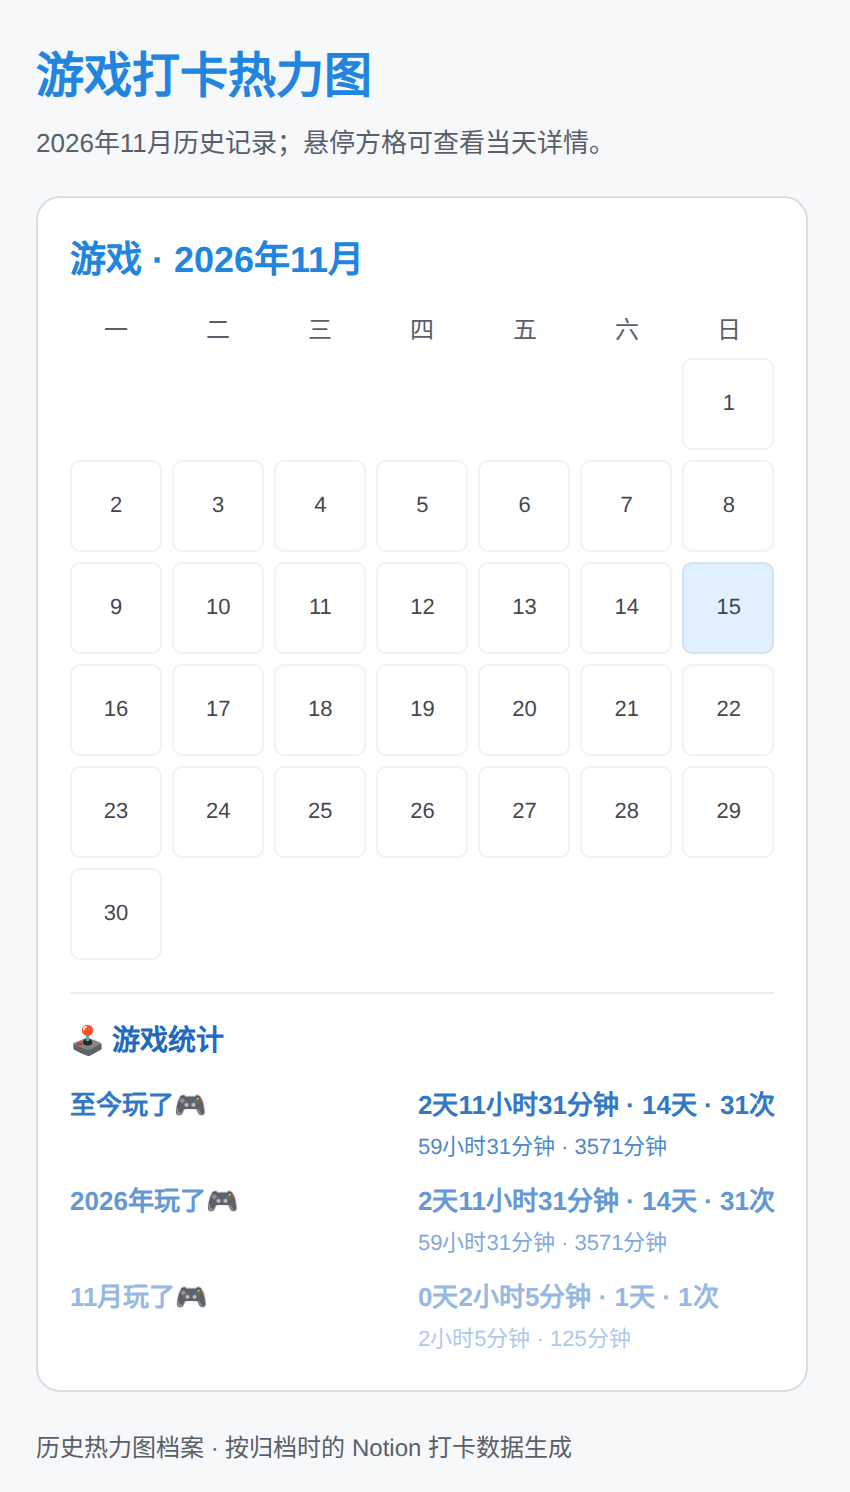 游戏打卡热力图
2026年11月历史记录；悬停方格可查看当天详情。
游戏 · 2026年11月
一 二 三 四 五 六 日
1
2 3 4 5 6 7 8
9 10 11 12 13 14 15
16 17 18 19 20 21 22
23 24 25 26 27 28 29
30
🕹️ 游戏统计
至今玩了🎮 2天11小时31分钟 · 14天 · 31次
59小时31分钟 · 3571分钟
2026年玩了🎮 2天11小时31分钟 · 14天 · 31次
59小时31分钟 · 3571分钟
11月玩了🎮 0天2小时5分钟 · 1天 · 1次
2小时5分钟 · 125分钟
历史热力图档案 · 按归档时的 Notion 打卡数据生成